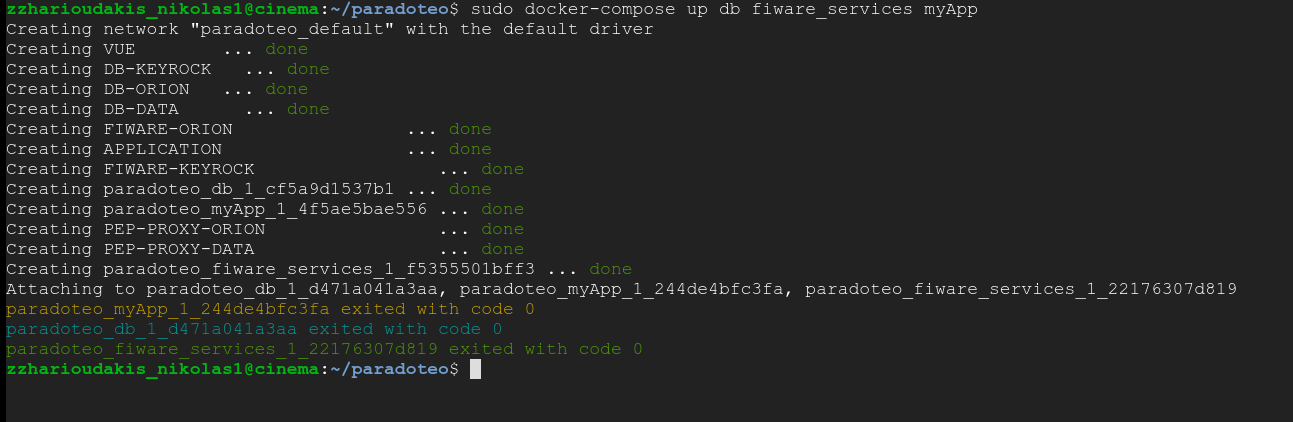 zzharioudakis_nikolas1@cinema:~/paradoteo$ sudo docker-compose up db fiware_services myApp
Creating network "paradoteo_default" with the default driver
Creating VUE        ... done
Creating DB-KEYROCK   ... done
Creating DB-ORION   ... done
Creating DB-DATA      ... done
Creating FIWARE-ORION                ... done
Creating APPLICATION                 ... done
Creating FIWARE-KEYROCK                 ... done
Creating paradoteo_db_1_cf5a9d1537b1 ... done
Creating paradoteo_myApp_1_4f5ae5bae556 ... done
Creating PEP-PROXY-ORION                ... done
Creating PEP-PROXY-DATA                 ... done
Creating paradoteo_fiware_services_1_f5355501bff3 ... done
Attaching to paradoteo_db_1_d471a041a3aa, paradoteo_myApp_1_244de4bfc3fa, paradoteo_fiware_services_1_22176307d819
paradoteo_myApp_1_244de4bfc3fa exited with code 0
paradoteo_db_1_d471a041a3aa exited with code 0
paradoteo_fiware_services_1_22176307d819 exited with code 0
zzharioudakis_nikolas1@cinema:~/paradoteo$